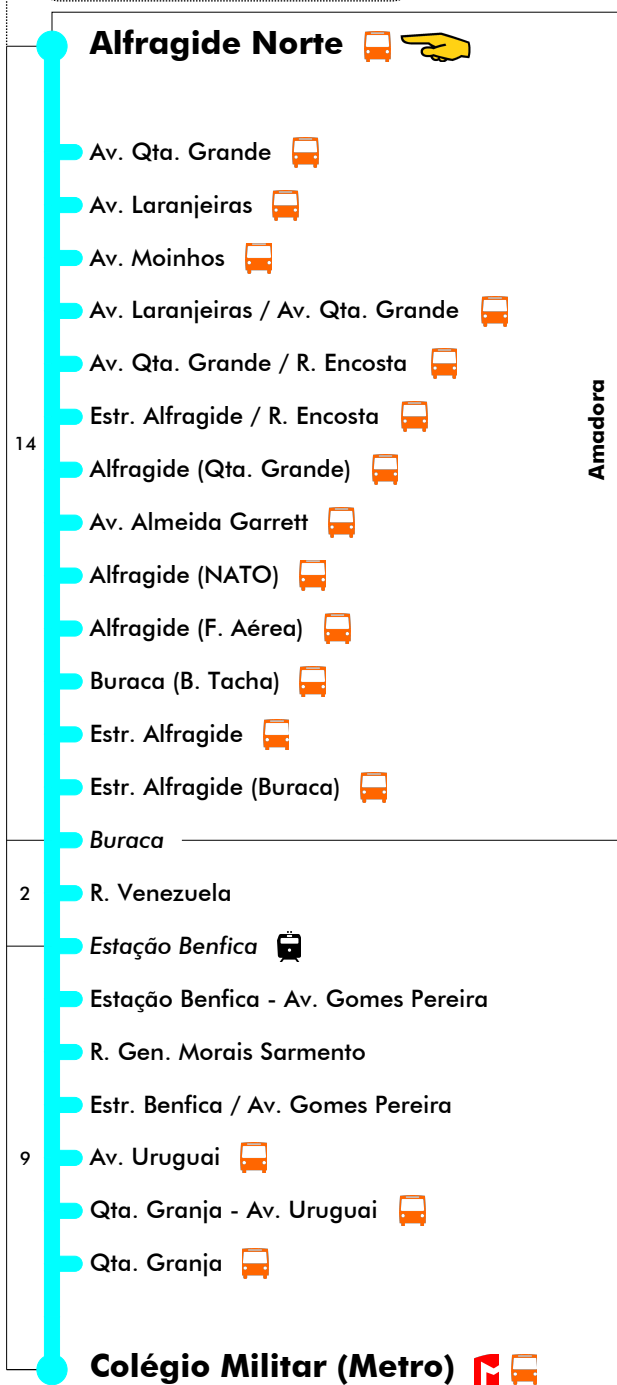 Alfragide Norte
Av. Qta. Grande
Av. Laranjeiras
Av. Moinhos
Av. Laranjeiras / Av. Qta. Grande
Av. Qta. Grande / R. Encosta
Amadora
Estr. Alfragide / R. Encosta
14
Alfragide (Qta. Grande)
Av. Almeida Garrett
Alfragide (NATO)
Alfragide (F. Aérea)
Buraca (B. Tacha)
Estr. Alfragide
Estr. Alfragide (Buraca)
Buraca
2
R. Venezuela
Estação Benfica
Estação Benfica - Av. Gomes Pereira
R. Gen. Morais Sarmento
Estr. Benfica / Av. Gomes Pereira
9
Av. Uruguai
Qta. Granja - Av. Uruguai
Qta. Granja
Colégio Militar (Metro)